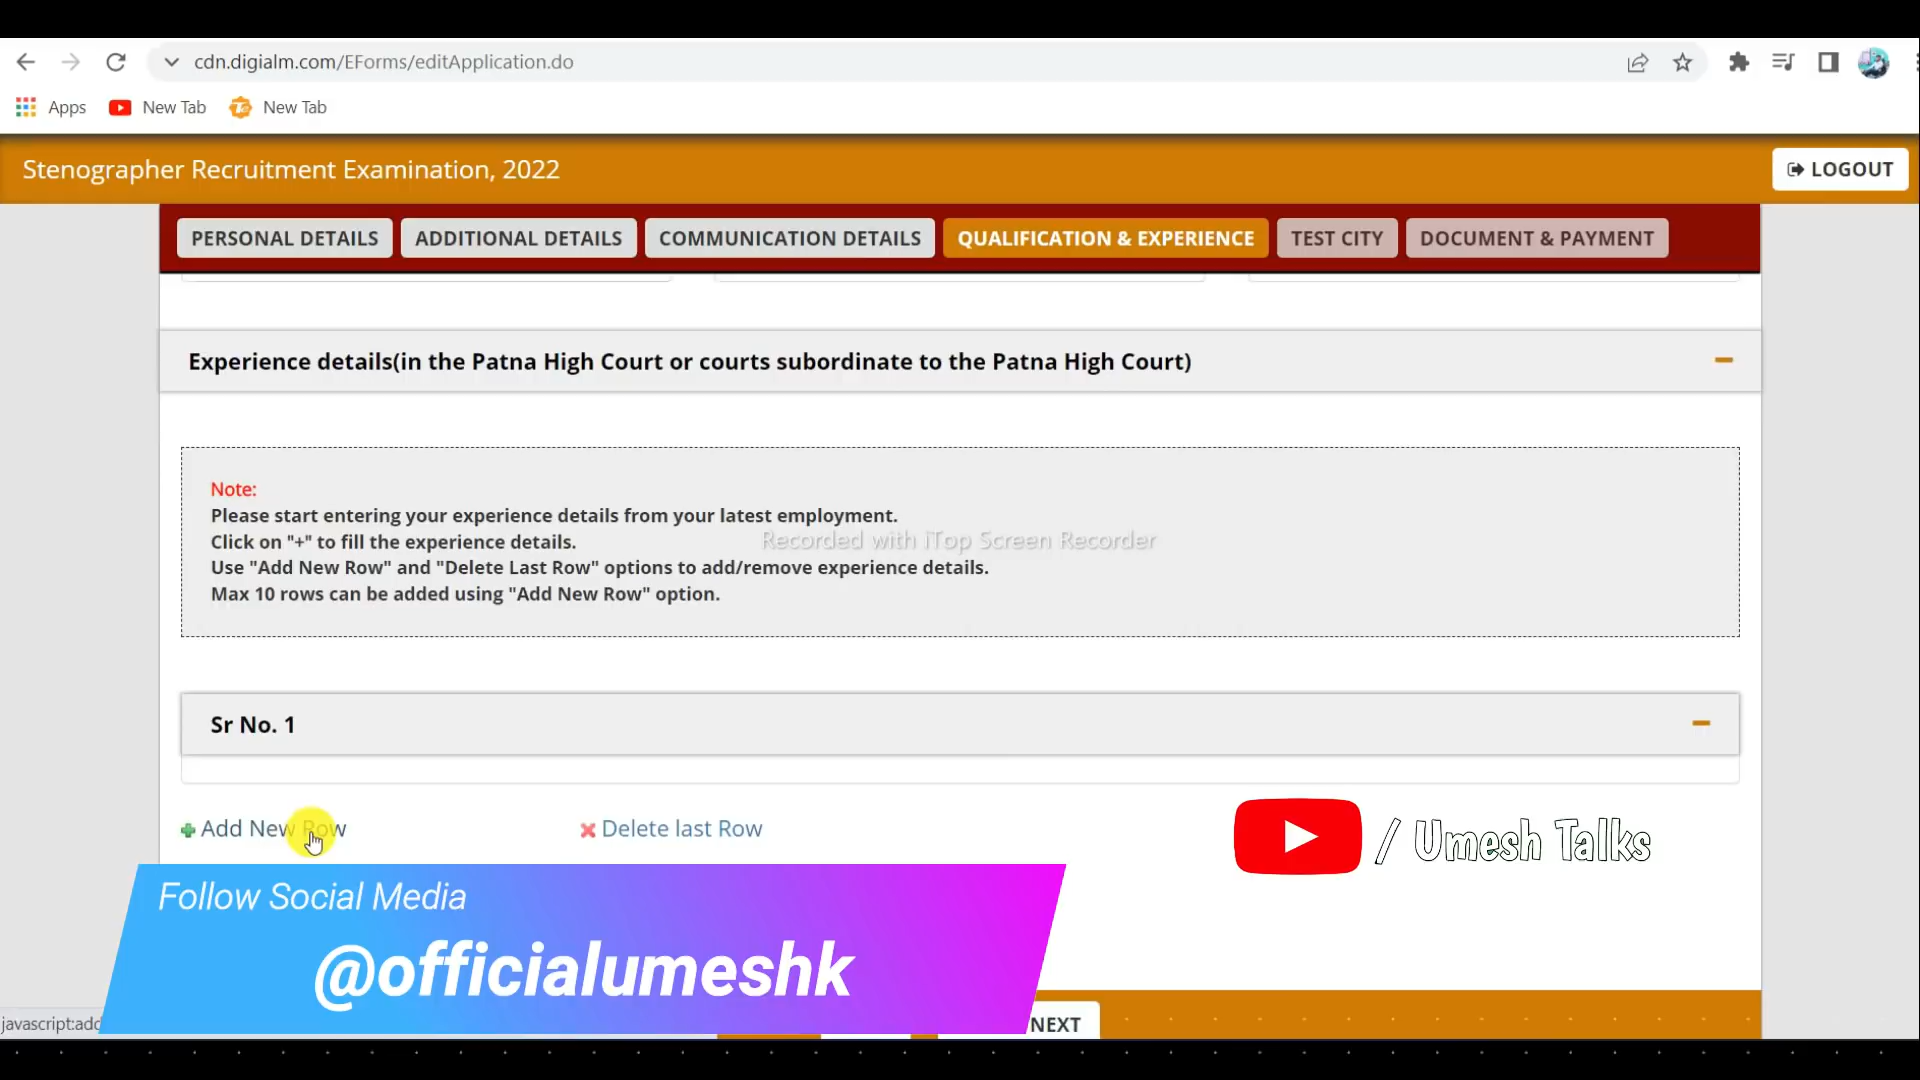 cdn.digialm.com/EForms/editApplication.do
Apps New Tab New Tab
Stenographer Recruitment Examination, 2022
LOGOUT
PERSONAL DETAILS ADDITIONAL DETAILS COMMUNICATION DETAILS QUALIFICATION & EXPERIENCE TEST CITY DOCUMENT & PAYMENT
Experience details(in the Patna High Court or courts subordinate to the Patna High Court)
Note:
Please start entering your experience details from your latest employment.
Click on "+" to fill the experience details.
Recorded with iTop Screen Recorder
Use "Add New Row" and "Delete Last Row" options to add/remove experience details.
Max 10 rows can be added using "Add New Row" option.
Sr No. 1
Add New Row Delete last Row
/ Umesh Talks
Follow Social Media
@officialumeshk
javascript:add
NEXT